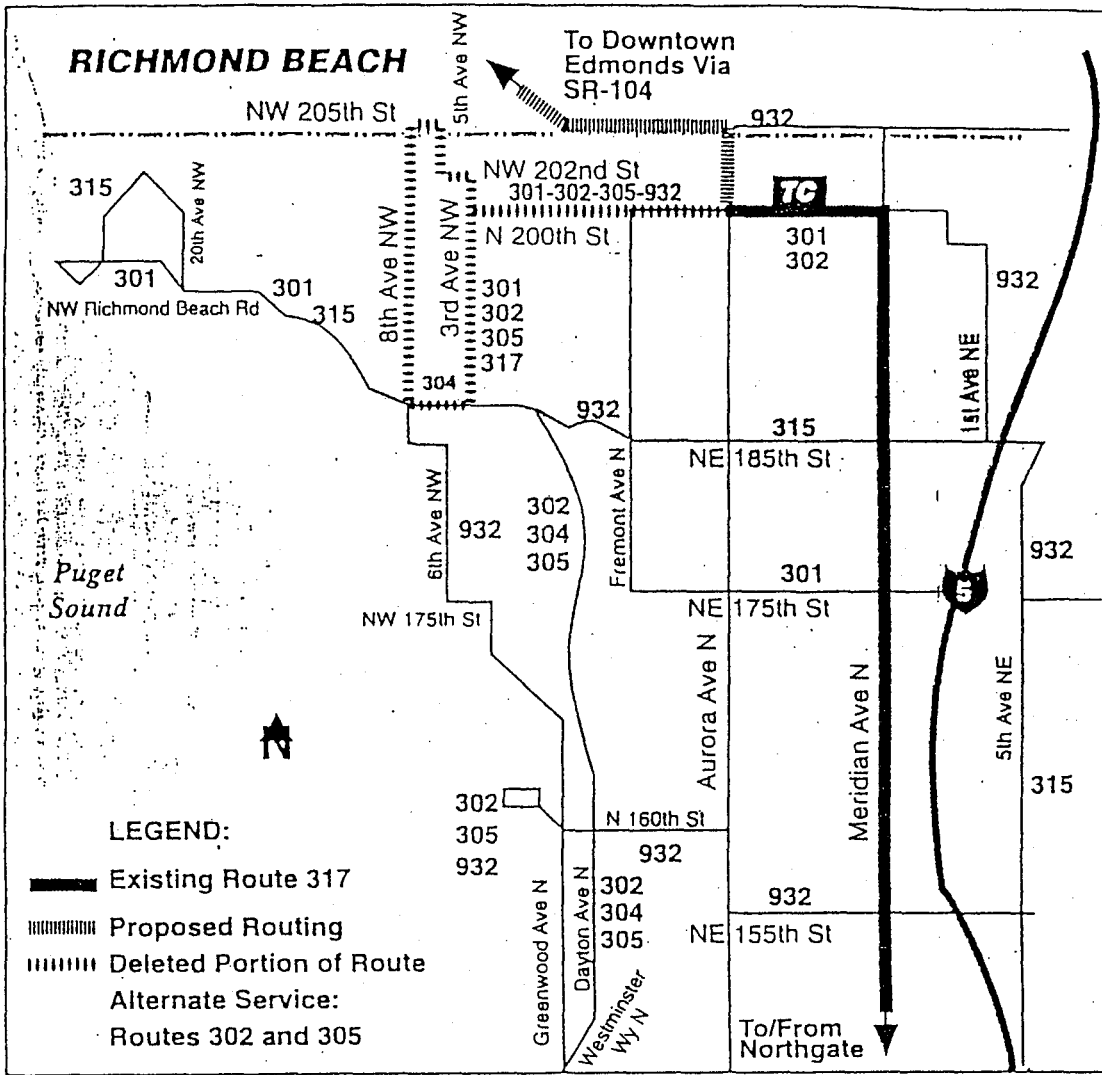 RICHMOND BEACH
To Downtown
Edmonds Via
SR-104
5th Ave NW
NW 205th St
932
NW 202nd St
301-302-305-932
TC
N 200th St
301
302
315
20th Ave NW
301
NW Richmond Beach Rd
301
315
8th Ave NW
3rd Ave NW
301
302
305
317
304
932
932
1st Ave NE
315
NE 185th St
6th Ave NW
932
302
304
305
Fremont Ave N
301
NE 175th St
5
932
Puget
Sound
NW 175th St
N
Aurora Ave N
Meridian Ave N
5th Ave NE
315
302
305
932
N 160th St
932
Greenwood Ave N
Dayton Ave N
302
304
305
932
NE 155th St
Westminster
Wy N
To/From
Northgate
LEGEND:
Existing Route 317
Proposed Routing
Deleted Portion of Route
Alternate Service:
Routes 302 and 305